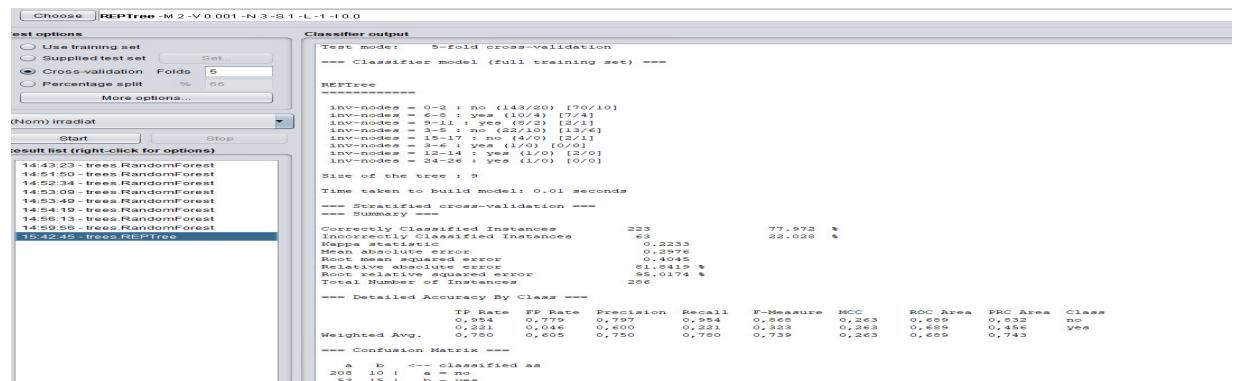 Choose REPTree -M 2 -V 0.001 -N 3 -S 1 -L -1 -I 0.0
est options
Use training set
Supplied test set Set...
Cross-validation Folds 5
Percentage split % 66
More options...
(Nom) irradiat
Start Stop
esult list (right-click for options)
14:43:23 - trees.RandomForest
14:51:50 - trees.RandomForest
14:52:34 - trees.RandomForest
14:53:09 - trees.RandomForest
14:53:49 - trees.RandomForest
14:54:19 - trees.RandomForest
14:56:13 - trees.RandomForest
14:59:56 - trees.RandomForest
15:42:45 - trees.REPTree
Classifier output
Test mode: 5-fold cross-validation
=== Classifier model (full training set) ===
REPTree
============
inv-nodes = 0-2 : no (143/20) [70/10]
inv-nodes = 6-8 : yes (10/4) [7/4]
inv-nodes = 9-11 : yes (8/2) [2/1]
inv-nodes = 3-5 : no (22/10) [13/6]
inv-nodes = 15-17 : no (4/0) [2/1]
inv-nodes = 3-6 : yes (1/0) [0/0]
inv-nodes = 12-14 : yes (1/0) [2/0]
inv-nodes = 24-26 : yes (1/0) [0/0]
Size of the tree : 9
Time taken to build model: 0.01 seconds
=== Stratified cross-validation ===
=== Summary ===
Correctly Classified Instances 223 77.972 %
Incorrectly Classified Instances 63 22.028 %
Kappa statistic 0.2233
Mean absolute error 0.2976
Root mean squared error 0.4045
Relative absolute error 81.8419 %
Root relative squared error 95.0174 %
Total Number of Instances 286
=== Detailed Accuracy By Class ===
TP Rate FP Rate Precision Recall F-Measure MCC ROC Area PRC Area Class
0,954 0,779 0,797 0,954 0,868 0,263 0,689 0,832 no
0,221 0,046 0,600 0,221 0,323 0,263 0,689 0,456 yes
Weighted Avg. 0,780 0,605 0,750 0,780 0,739 0,263 0,689 0,743
=== Confusion Matrix ===
a b <-- classified as
208 10 | a = no
53 15 | b = yes